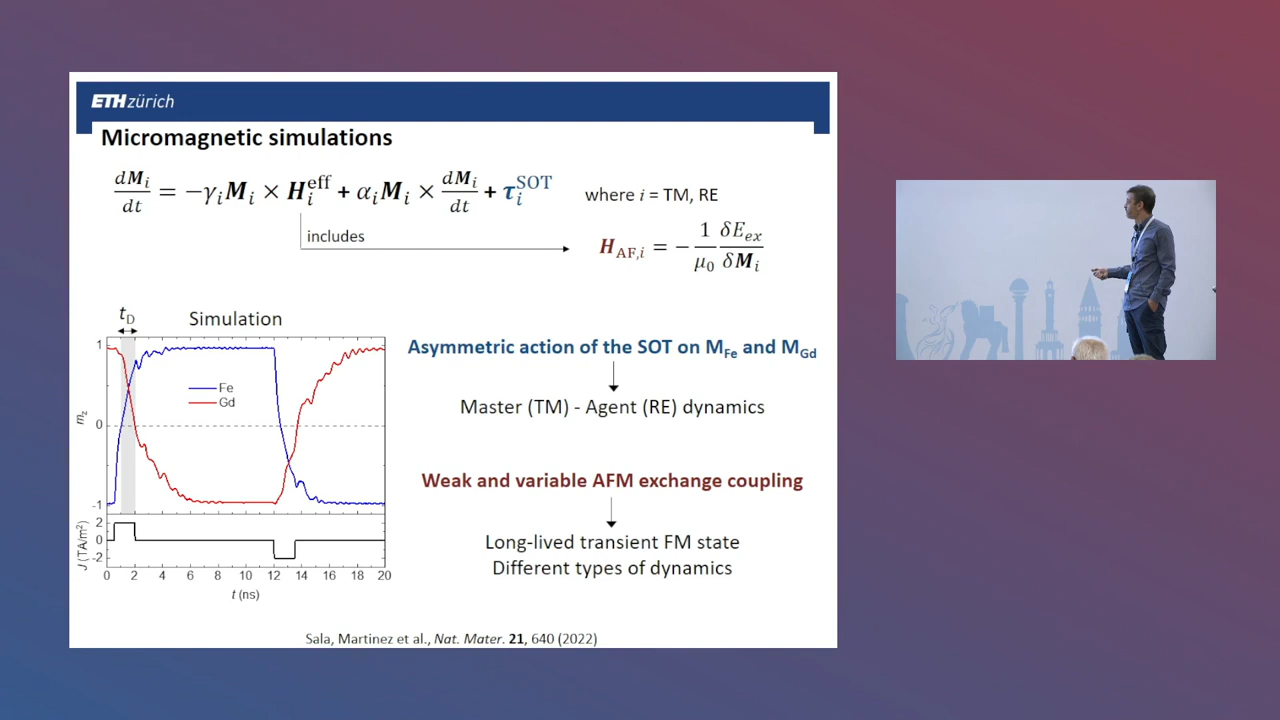 ETH zürich
Micromagnetic simulations
dM_i/dt = −γ_i M_i × H_i^eff + α_i M_i × dM_i/dt + τ_i^SOT where i = TM, RE
includes
H_AF,i = − 1/μ_0 δE_ex/δM_i
t_D
Simulation
1
0
-1
m_z
Fe
Gd
2
0
-2
J (TA/m²)
0 2 4 6 8 10 12 14 16 18 20
t (ns)
Asymmetric action of the SOT on M_Fe and M_Gd
Master (TM) - Agent (RE) dynamics
Weak and variable AFM exchange coupling
Long-lived transient FM state
Different types of dynamics
Sala, Martinez et al., Nat. Mater. 21, 640 (2022)